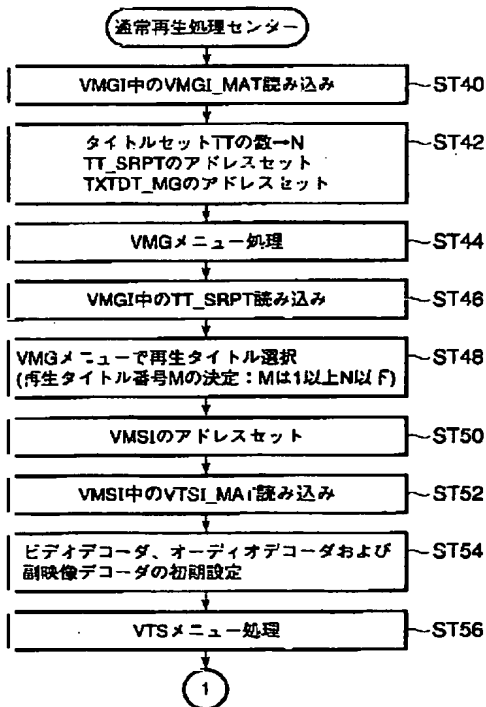 通常再生処理センター
VMGI中のVMGI_MAT読み込み
ST40
タイトルセットTTの数→N
TT_SRPTのアドレスセット
TXTDT_MGのアドレスセット
ST42
VMGメニュー処理
ST44
VMGI中のTT_SRPT読み込み
ST46
VMGメニューで再生タイトル選択
(再生タイトル番号Mの決定：Mは1以上N以下)
ST48
VMSIのアドレスセット
ST50
VMSI中のVTSI_MAT読み込み
ST52
ビデオデコーダ、オーディオデコーダおよび
副映像デコーダの初期設定
ST54
VTSメニュー処理
ST56
1